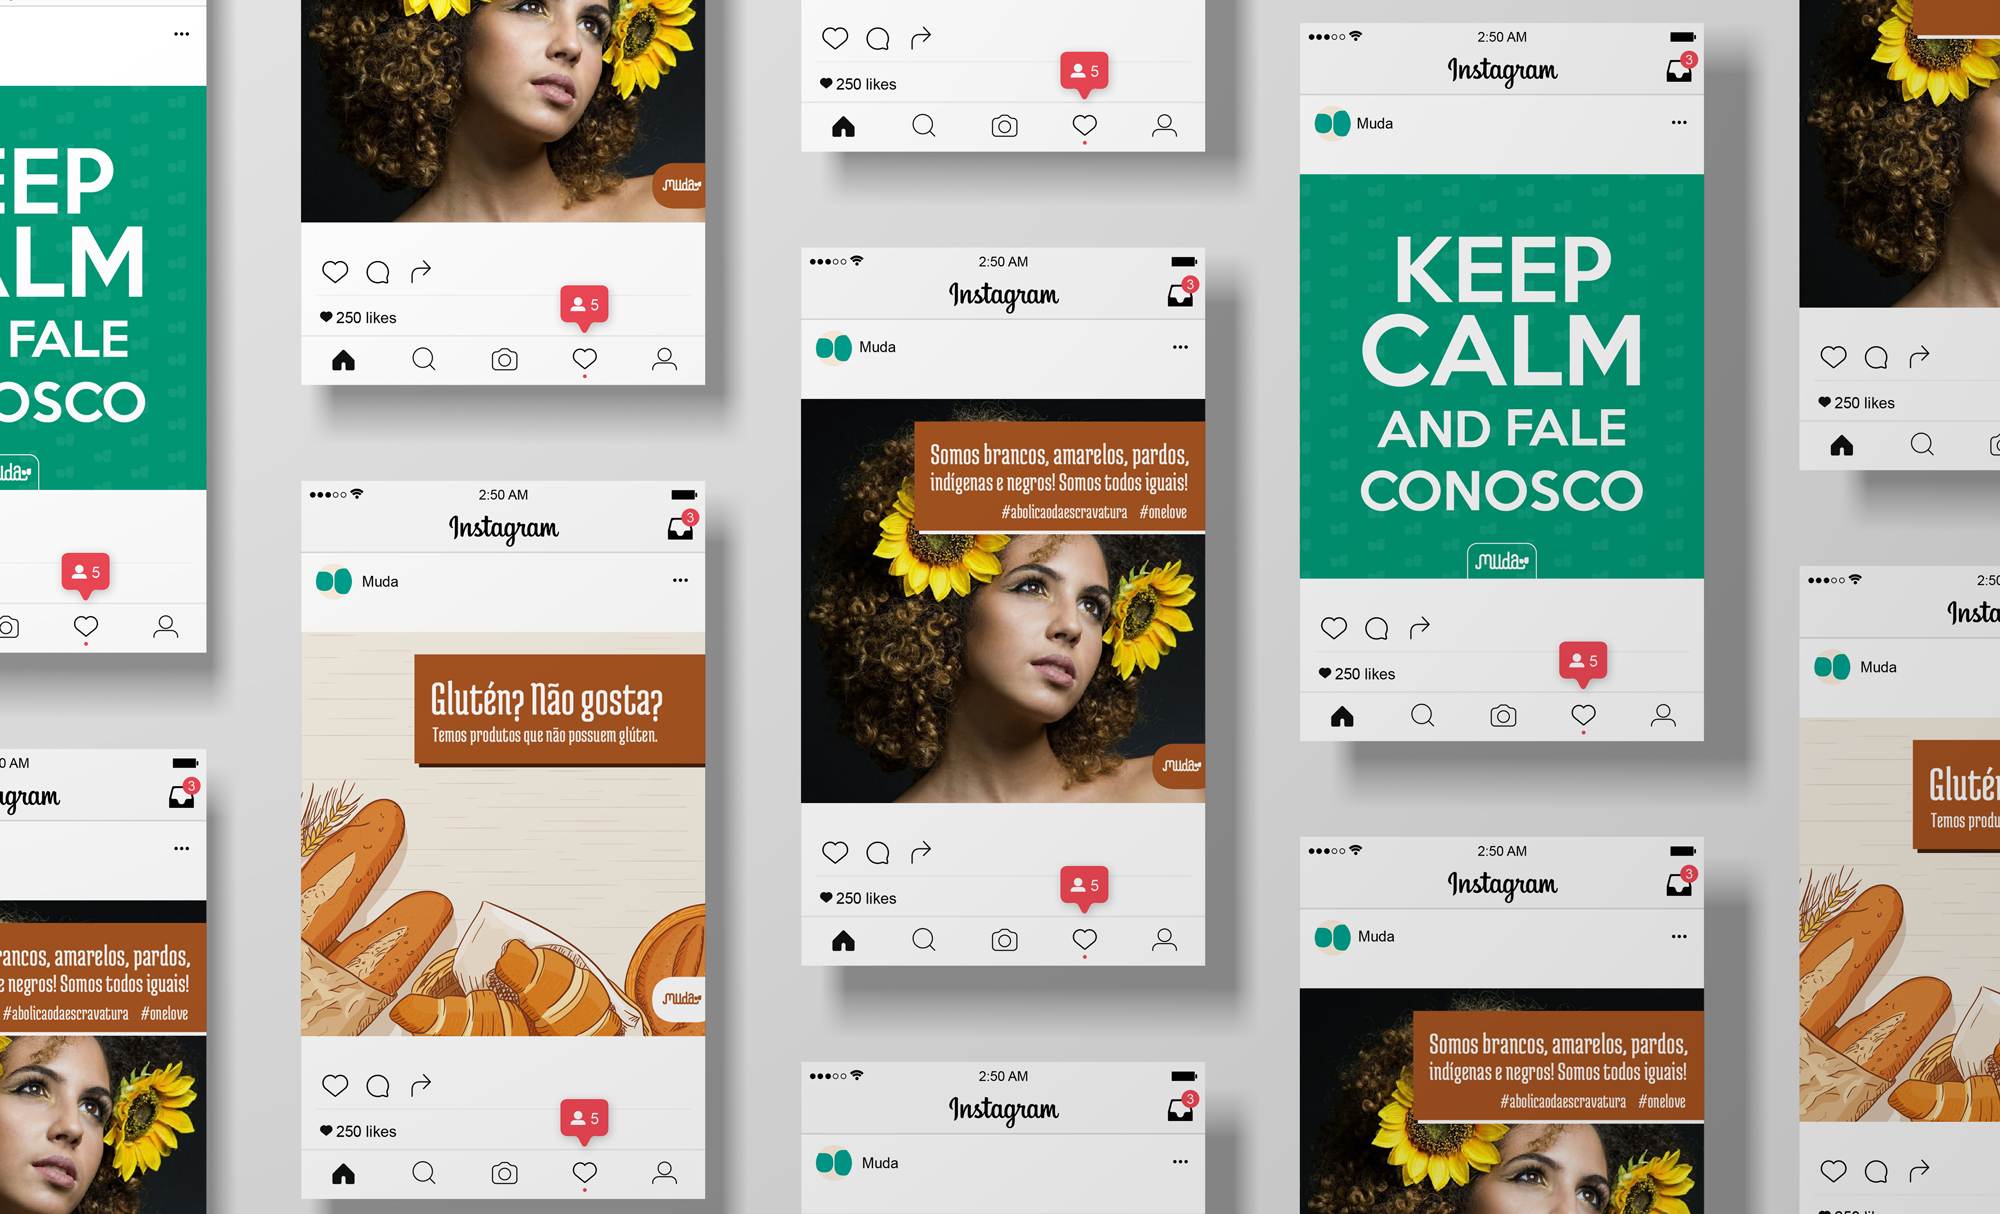 EEP
ALM
FALE
OSCO
uda
5
0 AM
agram
3
rancos, amarelos, pardos,
e negros! Somos todos iguais!
#abolicaodaescravatura #onelove
muda
250 likes
5
2:50 AM
Instagram
3
Muda
Glutén? Não gosta?
Temos produtos que não possuem glúten.
muda
250 likes
5
250 likes
5
2:50 AM
Instagram
3
Muda
Somos brancos, amarelos, pardos,
indígenas e negros! Somos todos iguais!
#abolicaodaescravatura #onelove
muda
250 likes
5
2:50 AM
Instagram
3
Muda
2:50 AM
Instagram
3
Muda
KEEP
CALM
AND FALE
CONOSCO
muda
250 likes
5
2:50 AM
Instagram
3
Muda
Somos brancos, amarelos, pardos,
indígenas e negros! Somos todos iguais!
#abolicaodaescravatura #onelove
250 likes
2:50
Insta
Muda
Glutén
Temos produ